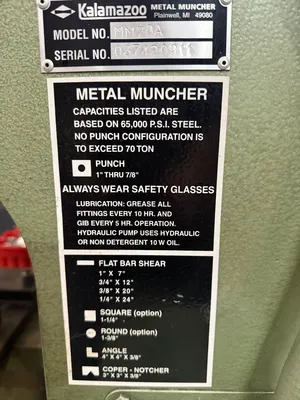 Kalamazoo METAL MUNCHER
Plainwell, MI 49080
MODEL NO. MM70A
SERIAL NO.
METAL MUNCHER
CAPACITIES LISTED ARE
BASED ON 65,000 P.S.I. STEEL.
NO PUNCH CONFIGURATION IS
TO EXCEED 70 TON
PUNCH
1" THRU 7/8"
ALWAYS WEAR SAFETY GLASSES
LUBRICATION: GREASE ALL
FITTINGS EVERY 10 HR. AND
GIB EVERY 5 HR. OPERATION.
HYDRAULIC PUMP USES HYDRAULIC
OR NON DETERGENT 10 W OIL.
FLAT BAR SHEAR
1" X 7"
3/4" X 12"
3/8" X 20"
1/4" X 24"
SQUARE (option)
1-1/4"
ROUND (option)
1-3/8"
ANGLE
4" X 4" X 3/8"
COPER - NOTCHER
3" X 3" X 3/8"